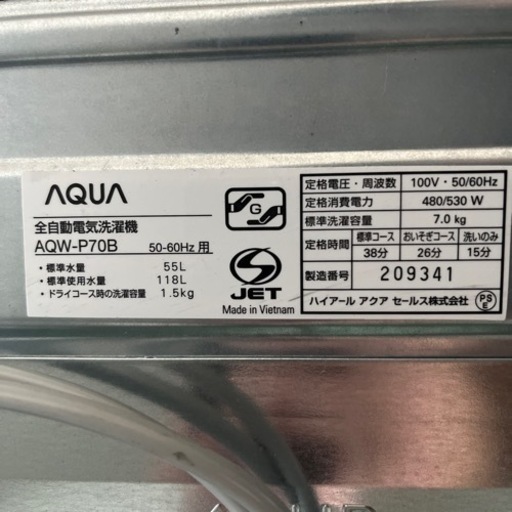 AQUA
全自動電気洗濯機
AQW-P70B 50-60Hz 用
・標準水量 55L
・標準使用水量 118L
・ドライコース時の洗濯容量 1.5kg
G
S
JET
Made in Vietnam
定格電圧・周波数 100V・50/60Hz
定格消費電力 480/530 W
標準洗濯容量 7.0 kg
定格時間 標準コース おいそぎコース 洗いのみ
38分 26分 15分
製造番号 209341
ハイアール アクア セールス株式会社 PSE